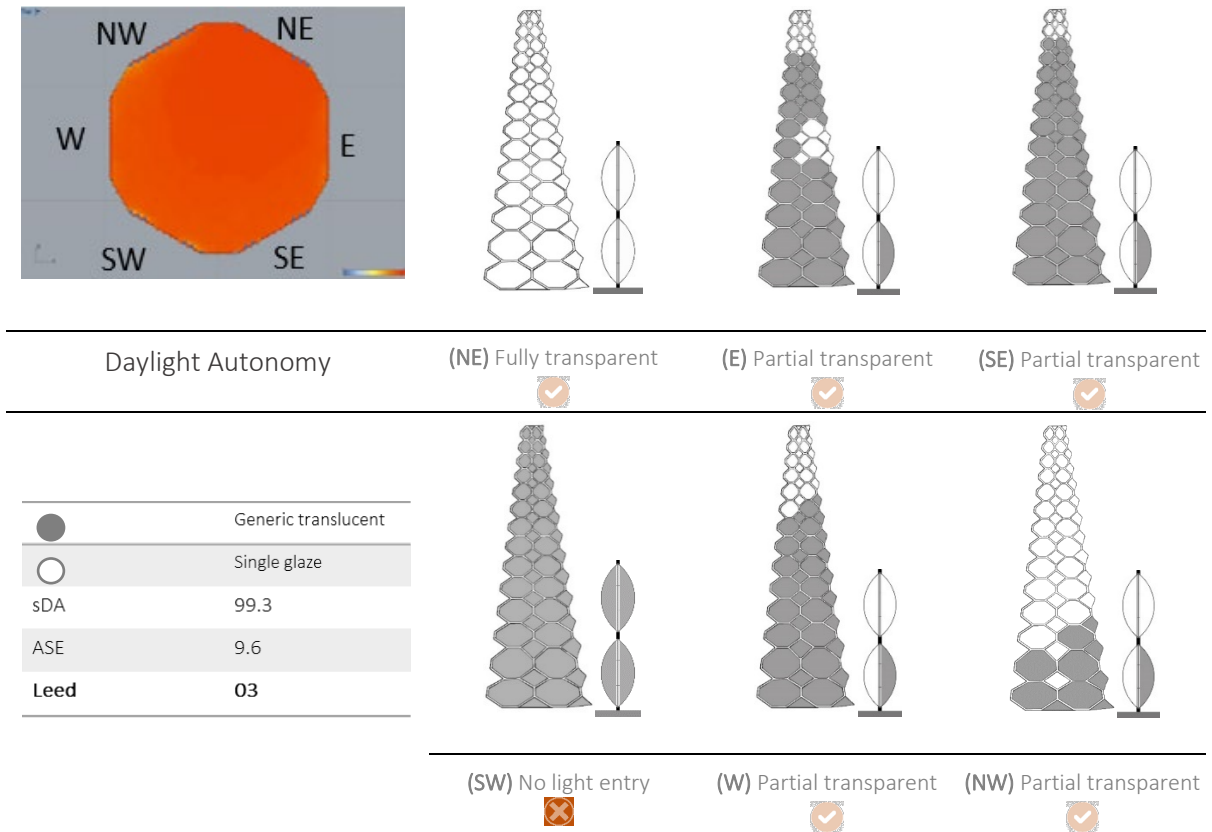 NW
NE
W
E
SW
SE
Daylight Autonomy
(NE) Fully transparent
(E) Partial transparent
(SE) Partial transparent
Generic translucent
Single glaze
sDA 99.3
ASE 9.6
Leed 03
(SW) No light entry
(W) Partial transparent
(NW) Partial transparent